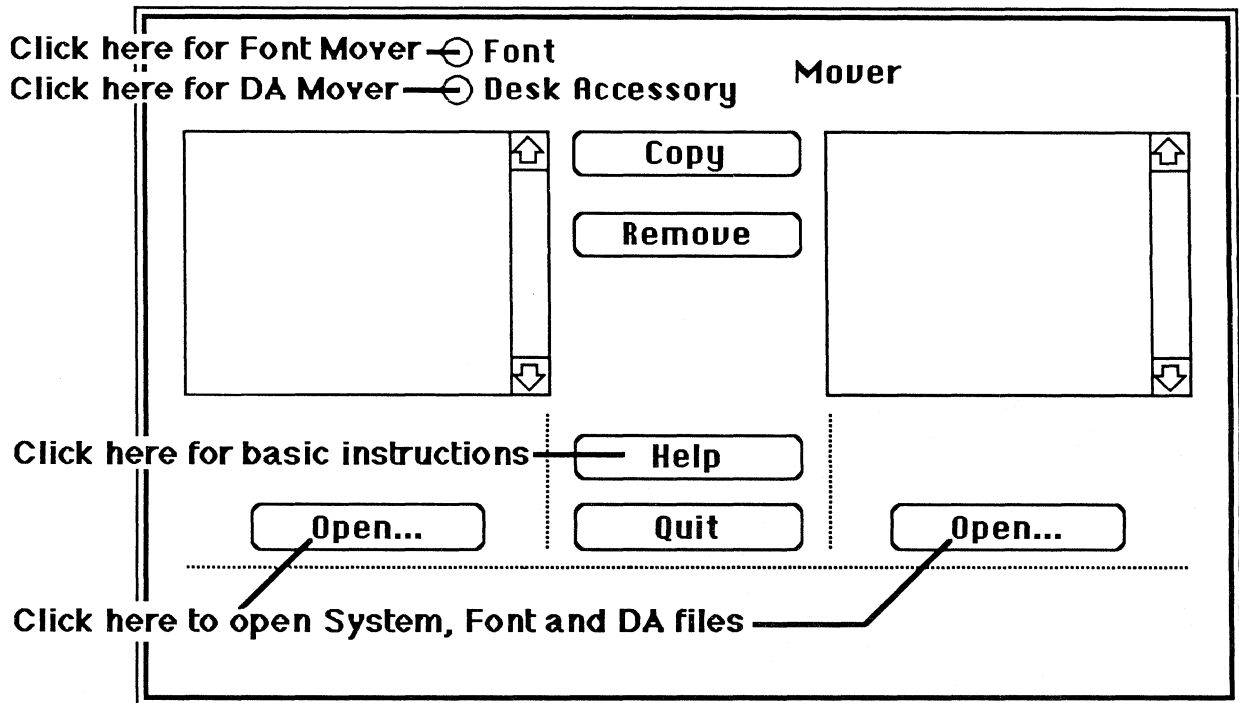 Click here for Font Mover Font
Click here for DA Mover Desk Accessory
Mover
Copy
Remove
Click here for basic instructions Help
Open... Quit Open...
Click here to open System, Font and DA files